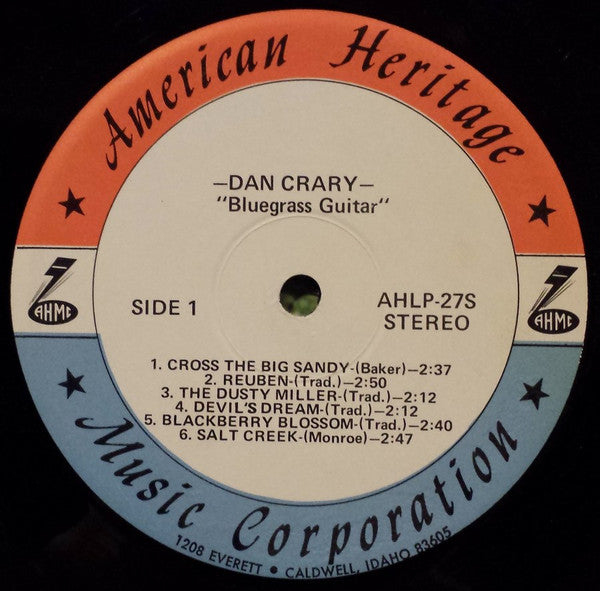 American Heritage
—DAN CRARY—
"Bluegrass Guitar"
AHMC
AHMC
SIDE 1
AHLP-27S
STEREO
1. CROSS THE BIG SANDY-(Baker)—2:37
2. REUBEN-(Trad.)—2:50
3. THE DUSTY MILLER-(Trad.)—2:12
4. DEVIL'S DREAM-(Trad.)—2:12
5. BLACKBERRY BLOSSOM-(Trad.)—2:40
6. SALT CREEK-(Monroe)—2:47
Music Corporation
1208 EVERETT • CALDWELL, IDAHO 83605